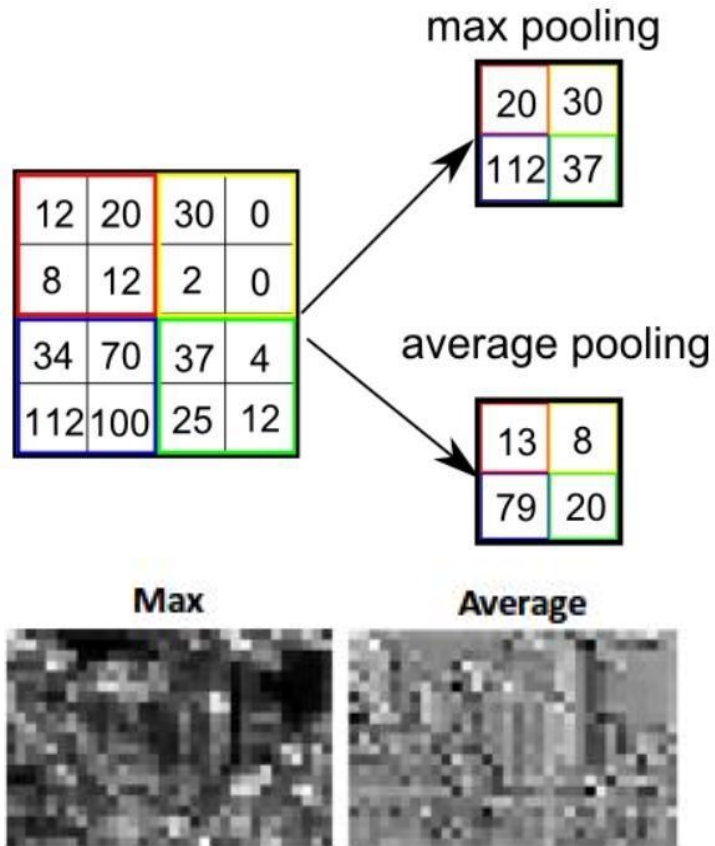 max pooling
20 30
112 37
12 20 30 0
8 12 2 0
34 70 37 4
112 100 25 12
average pooling
13 8
79 20
Max Average